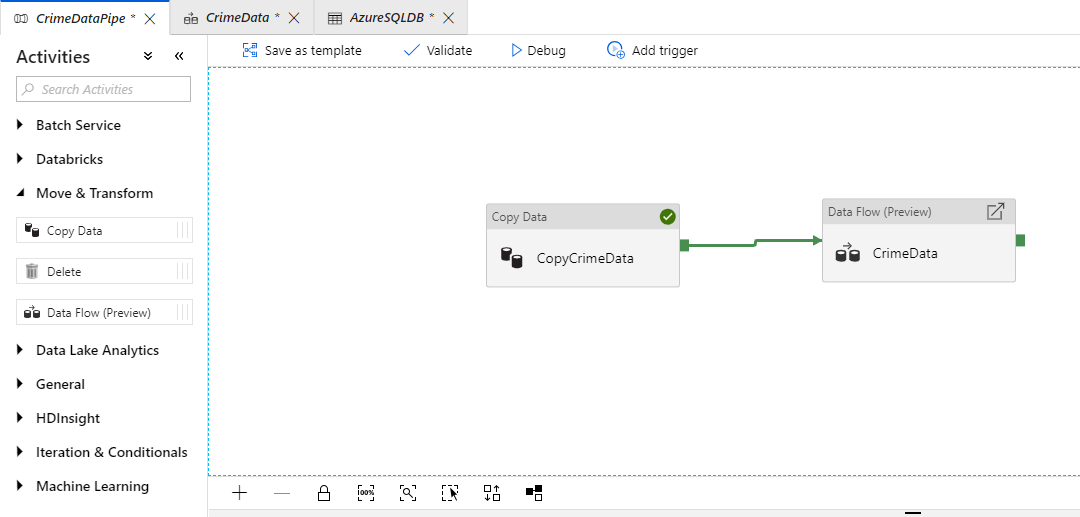 CrimeDataPipe *
CrimeData *
AzureSQLDB *
Activities
Search Activities
Batch Service
Databricks
Move & Transform
Copy Data
Delete
Data Flow (Preview)
Data Lake Analytics
General
HDInsight
Iteration & Conditionals
Machine Learning
Save as template
Validate
Debug
Add trigger
Copy Data
CopyCrimeData
Data Flow (Preview)
CrimeData
100%